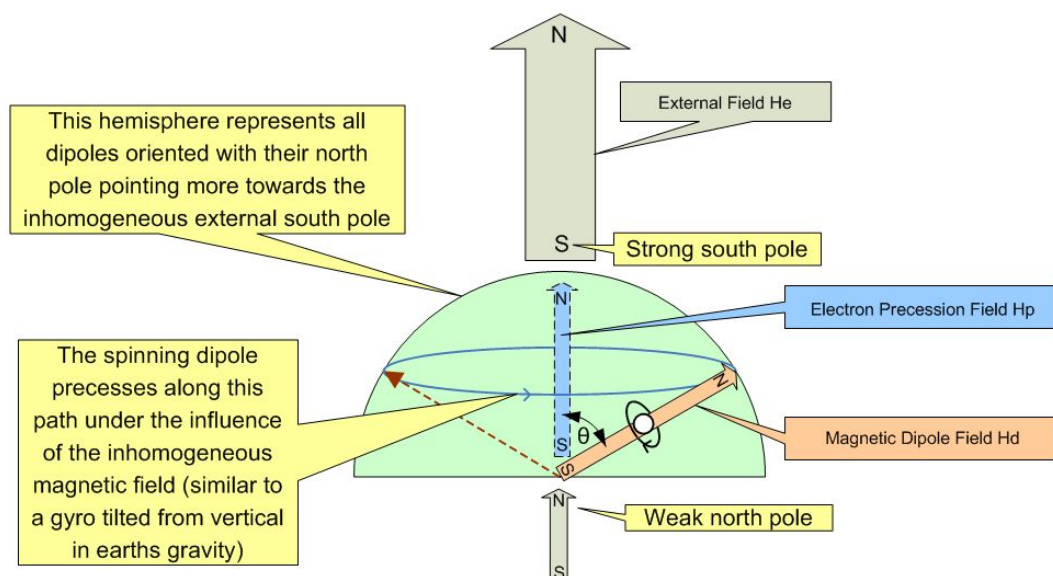 N
External Field He
This hemisphere represents all
dipoles oriented with their north
pole pointing more towards the
inhomogeneous external south pole
S
Strong south pole
N
Electron Precession Field Hp
The spinning dipole
precesses along this
path under the influence
of the inhomogeneous
magnetic field (similar to
a gyro tilted from vertical
in earths gravity)
N
θ
S
S
Magnetic Dipole Field Hd
N
Weak north pole
S